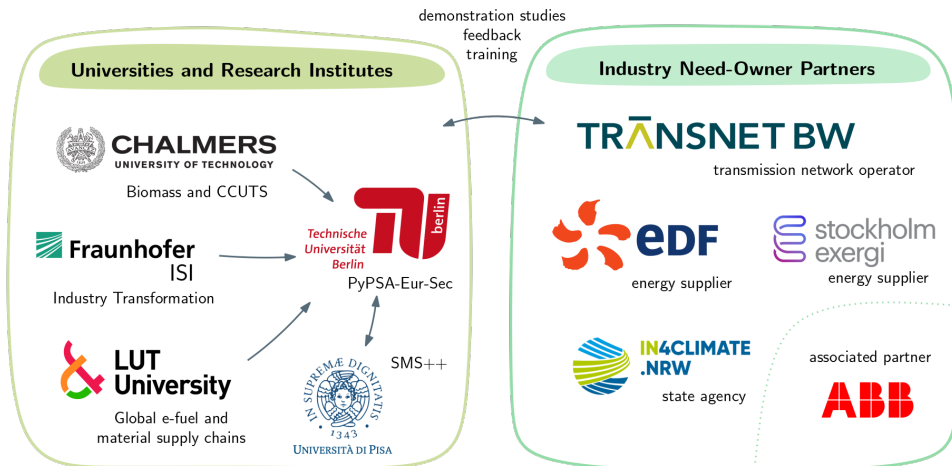 demonstration studies
feedback
training
Universities and Research Institutes
CHALMERS
UNIVERSITY OF TECHNOLOGY
Biomass and CCUTS
Fraunhofer
ISI
Industry Transformation
LUT
University
Global e-fuel and
material supply chains
Technische
Universität
Berlin
berlin
PyPSA-Eur-Sec
SMS++
IN SUPREMÆ DIGNITATIS
1343
UNIVERSITÀ DI PISA
Industry Need-Owner Partners
TRANSNET BW
transmission network operator
eDF
energy supplier
stockholm
exergi
energy supplier
IN4CLIMATE
.NRW
state agency
associated partner
ABB